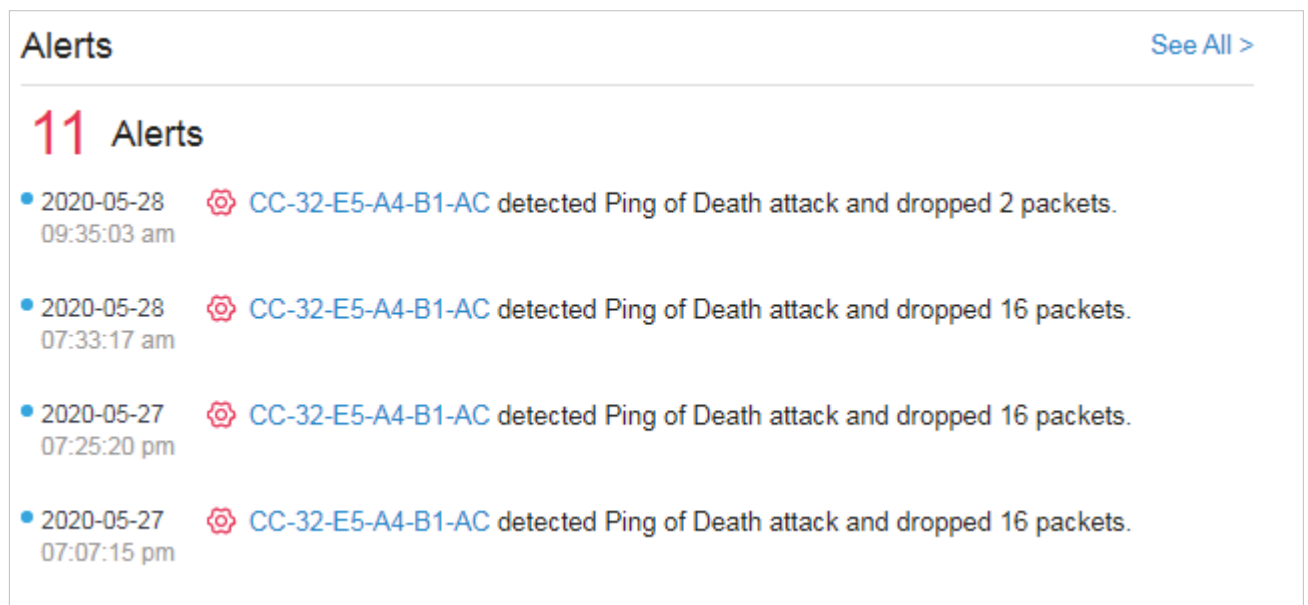 Alerts
See All >
11 Alerts
2020-05-28 CC-32-E5-A4-B1-AC detected Ping of Death attack and dropped 2 packets.
09:35:03 am
2020-05-28 CC-32-E5-A4-B1-AC detected Ping of Death attack and dropped 16 packets.
07:33:17 am
2020-05-27 CC-32-E5-A4-B1-AC detected Ping of Death attack and dropped 16 packets.
07:25:20 pm
2020-05-27 CC-32-E5-A4-B1-AC detected Ping of Death attack and dropped 16 packets.
07:07:15 pm